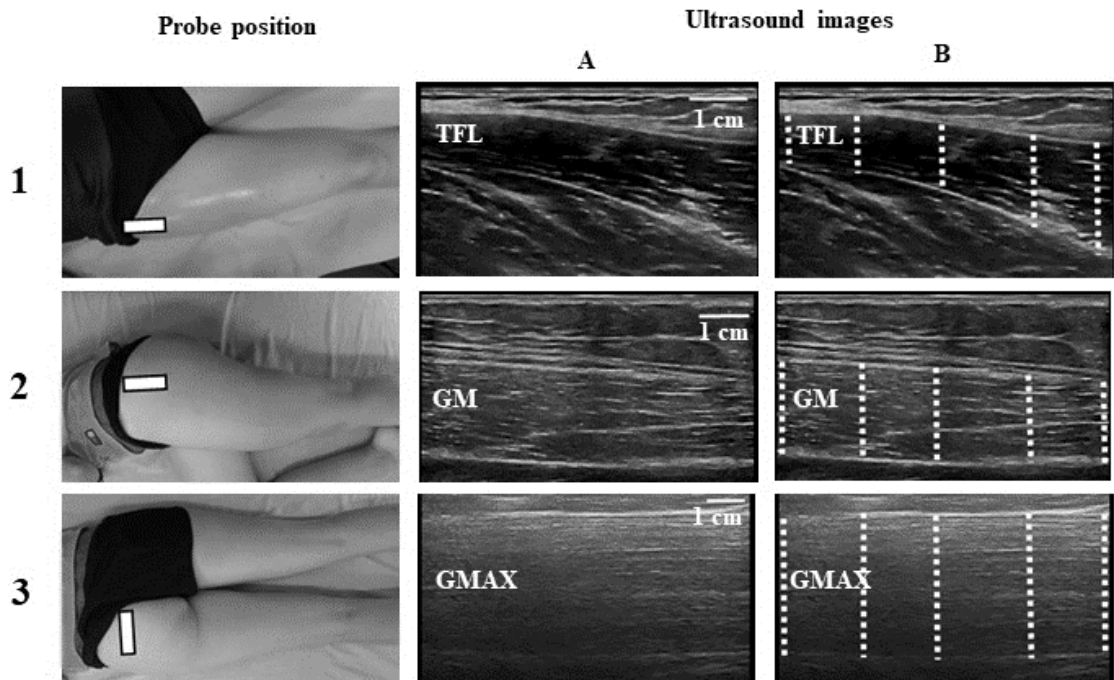 Probe position
Ultrasound images
A
B
1
TFL
1 cm
TFL
2
1 cm
GM
GM
3
1 cm
GMAX
GMAX